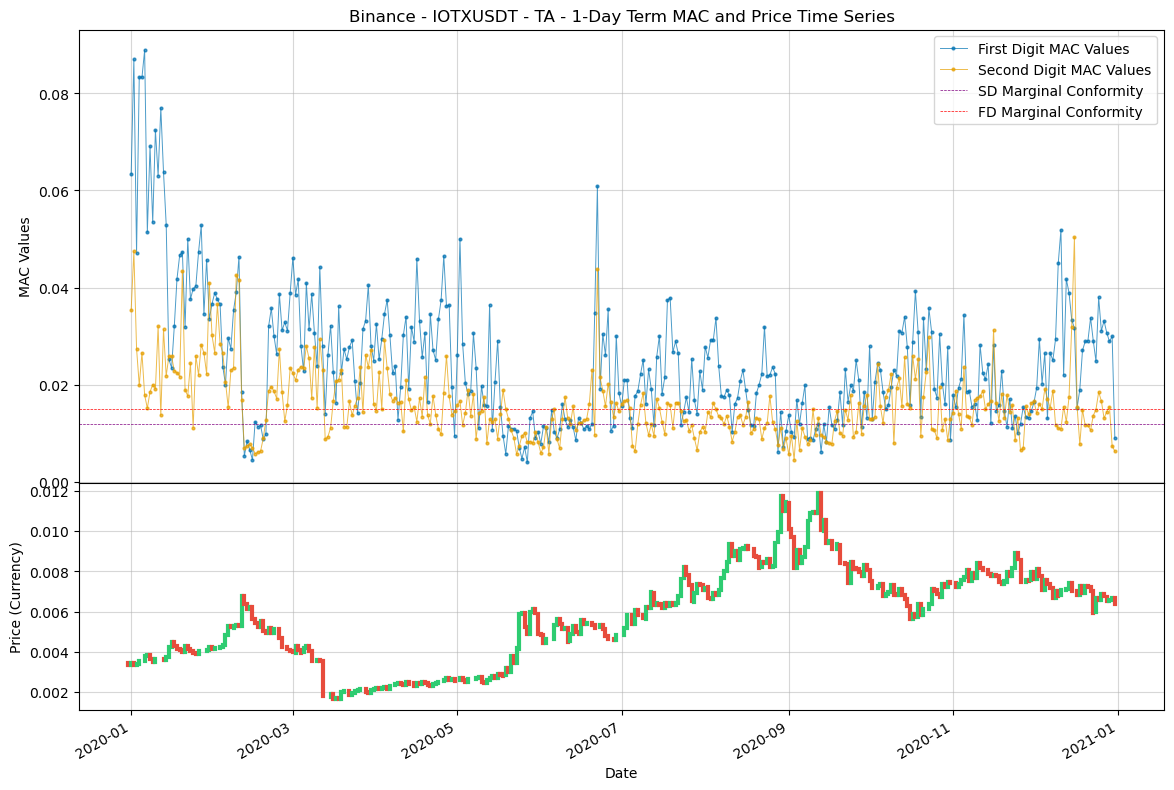 Binance - IOTXUSDT - TA - 1-Day Term MAC and Price Time Series
First Digit MAC Values
Second Digit MAC Values
SD Marginal Conformity
FD Marginal Conformity
0.08
0.06
0.04
0.02
0.00
MAC Values
0.012
0.010
0.008
0.006
0.004
0.002
Price (Currency)
2020-01
2020-03
2020-05
2020-07
2020-09
2020-11
2021-01
Date